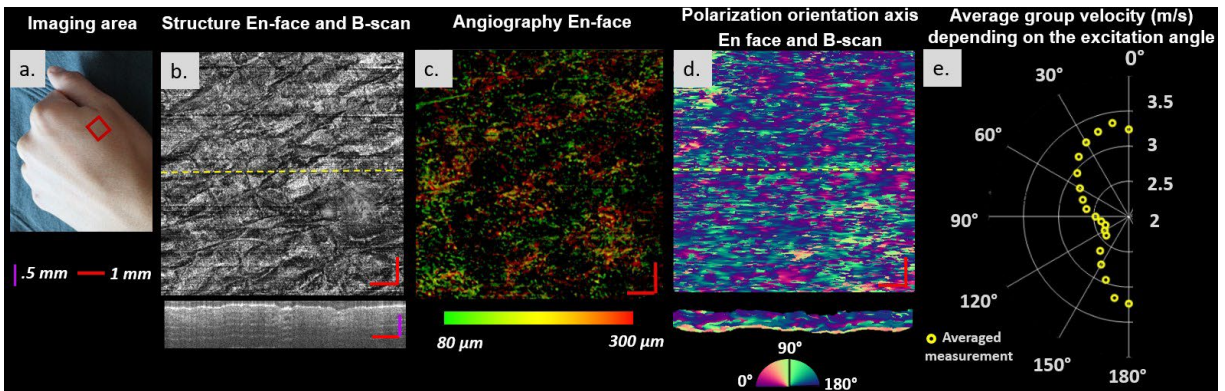 Imaging area
Structure En-face and B-scan
Angiography En-face
Polarization orientation axis
En face and B-scan
Average group velocity (m/s)
depending on the excitation angle
a.
b.
c.
d.
e.
0°
30°
3.5
60°
3
2.5
90°
2
120°
150°
180°
.5 mm
1 mm
80 µm
300 µm
90°
0°
180°
Averaged
measurement